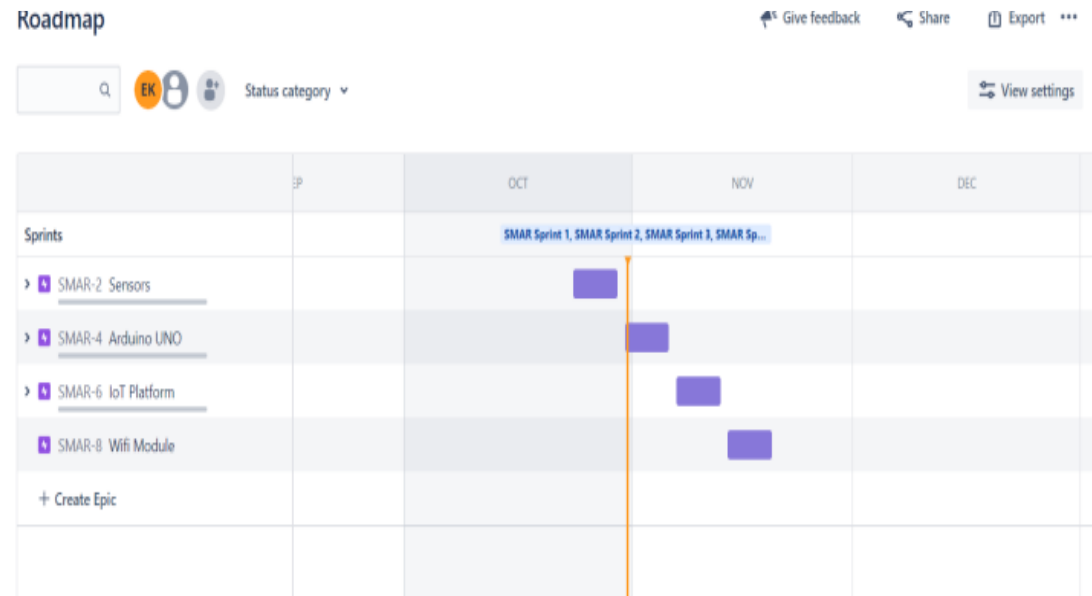 Roadmap
Give feedback
Share
Export
EK
Status category
View settings
EP
OCT
NOV
DEC
Sprints
SMAR Sprint 1, SMAR Sprint 2, SMAR Sprint 3, SMAR Sp...
SMAR-2 Sensors
SMAR-4 Arduino UNO
SMAR-6 IoT Platform
SMAR-8 Wifi Module
+ Create Epic